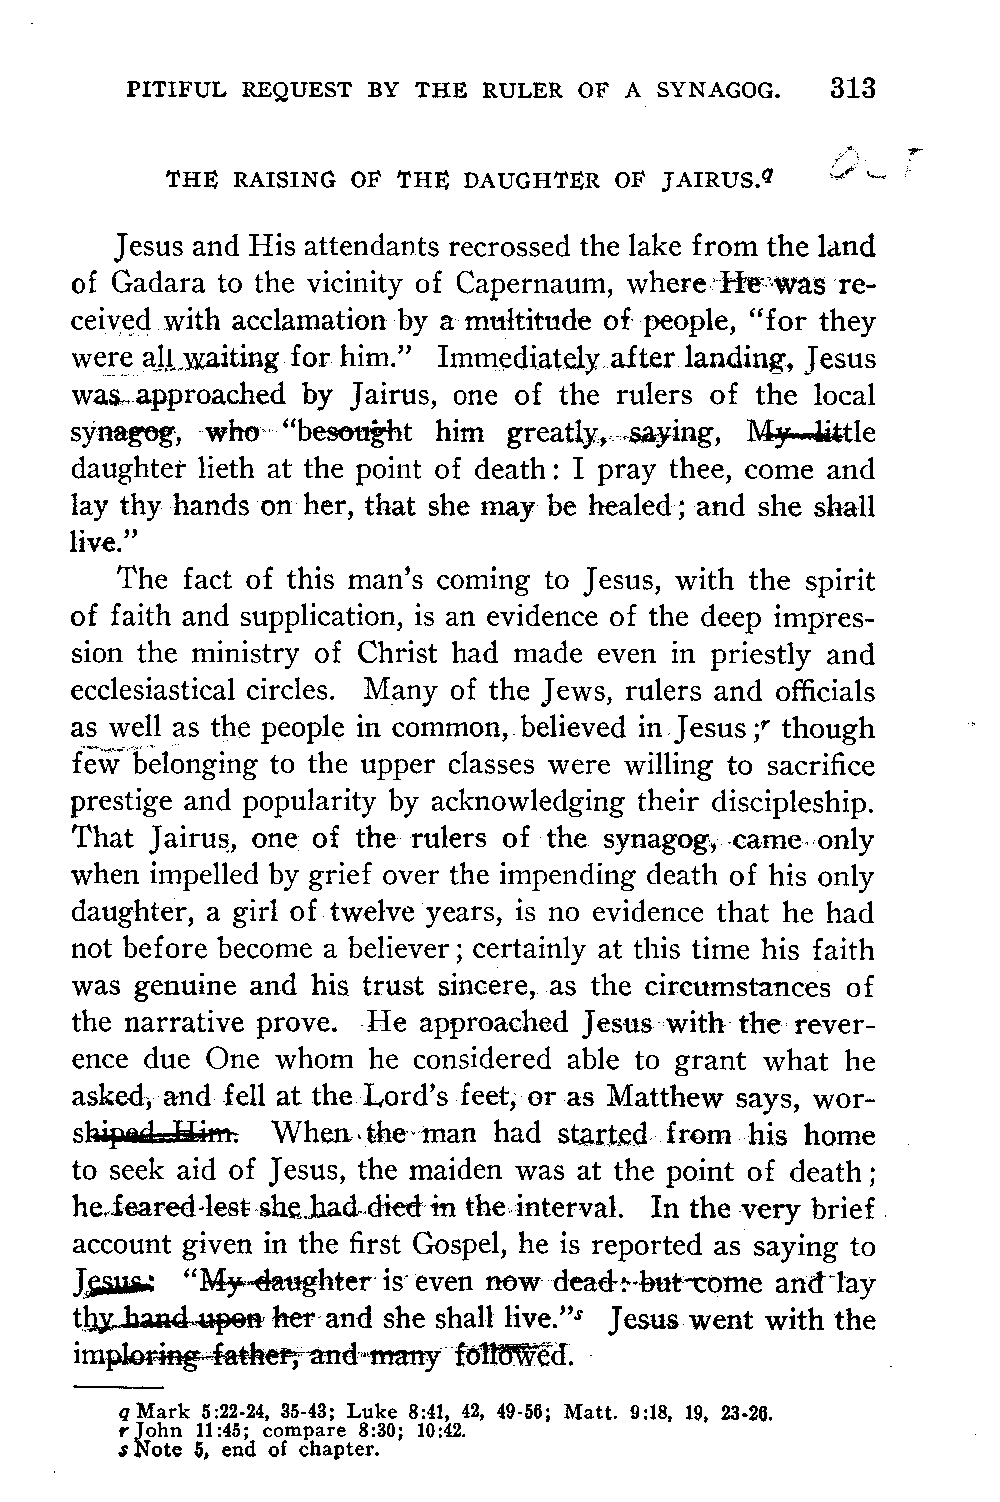 PITIFUL REQUEST BY THE RULER OF A SYNAGOG. 313
OUT
THE RAISING OF THE DAUGHTER OF JAIRUS.q
Jesus and His attendants recrossed the lake from the land
of Gadara to the vicinity of Capernaum, where He was re-
ceived with acclamation by a multitude of people, "for they
were all waiting for him." Immediately after landing, Jesus
was approached by Jairus, one of the rulers of the local
synagog, who "besought him greatly, saying, My little
daughter lieth at the point of death: I pray thee, come and
lay thy hands on her, that she may be healed; and she shall
live."
The fact of this man's coming to Jesus, with the spirit
of faith and supplication, is an evidence of the deep impres-
sion the ministry of Christ had made even in priestly and
ecclesiastical circles. Many of the Jews, rulers and officials
as well as the people in common, believed in Jesus;r though
few belonging to the upper classes were willing to sacrifice
prestige and popularity by acknowledging their discipleship.
That Jairus, one of the rulers of the synagog, came only
when impelled by grief over the impending death of his only
daughter, a girl of twelve years, is no evidence that he had
not before become a believer; certainly at this time his faith
was genuine and his trust sincere, as the circumstances of
the narrative prove. He approached Jesus with the rever-
ence due One whom he considered able to grant what he
asked, and fell at the Lord's feet, or as Matthew says, wor-
shiped Him. When the man had started from his home
to seek aid of Jesus, the maiden was at the point of death;
he feared lest she had died in the interval. In the very brief
account given in the first Gospel, he is reported as saying to
Jesus: "My daughter is even now dead: but come and lay
thy hand upon her and she shall live."s Jesus went with the
imploring father, and many followed.
q Mark 5:22-24, 35-43; Luke 8:41, 42, 49-56; Matt. 9:18, 19, 23-26.
r John 11:45; compare 8:30; 10:42.
s Note 5, end of chapter.